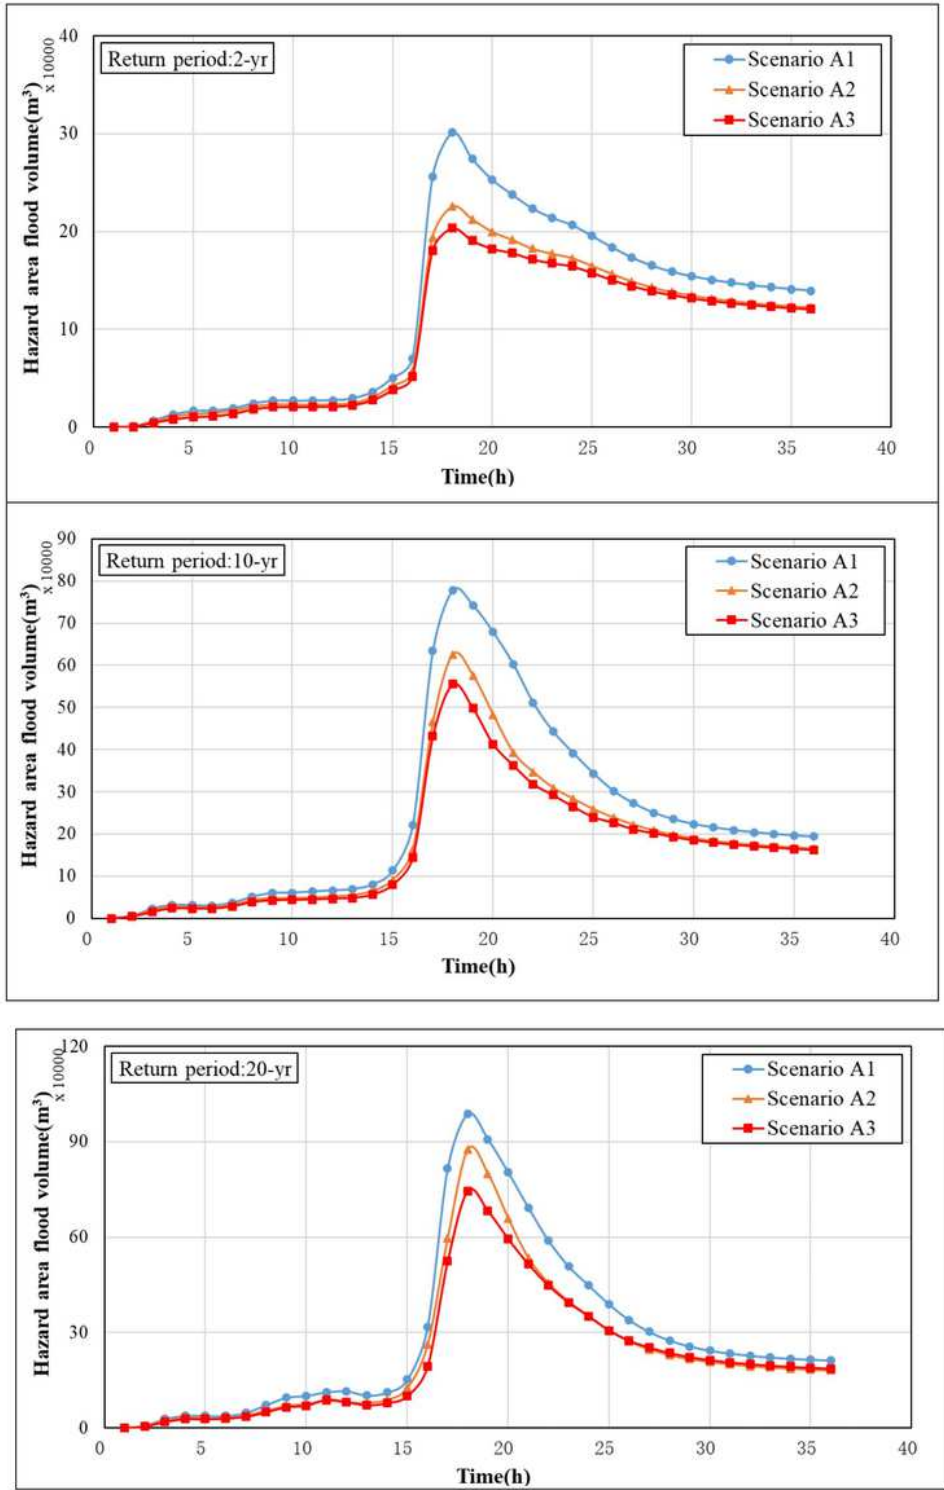 Return period:2-yr
Scenario A1
Scenario A2
Scenario A3
Hazard area flood volume(m³)
x 10000
40
30
20
10
0
0 5 10 15 20 25 30 35 40
Time(h)
Return period:10-yr
Scenario A1
Scenario A2
Scenario A3
Hazard area flood volume(m³)
x 10000
90
80
70
60
50
40
30
20
10
0
0 5 10 15 20 25 30 35 40
Time(h)
Return period:20-yr
Scenario A1
Scenario A2
Scenario A3
Hazard area flood volume(m³)
x 10000
120
90
60
30
0
0 5 10 15 20 25 30 35 40
Time(h)